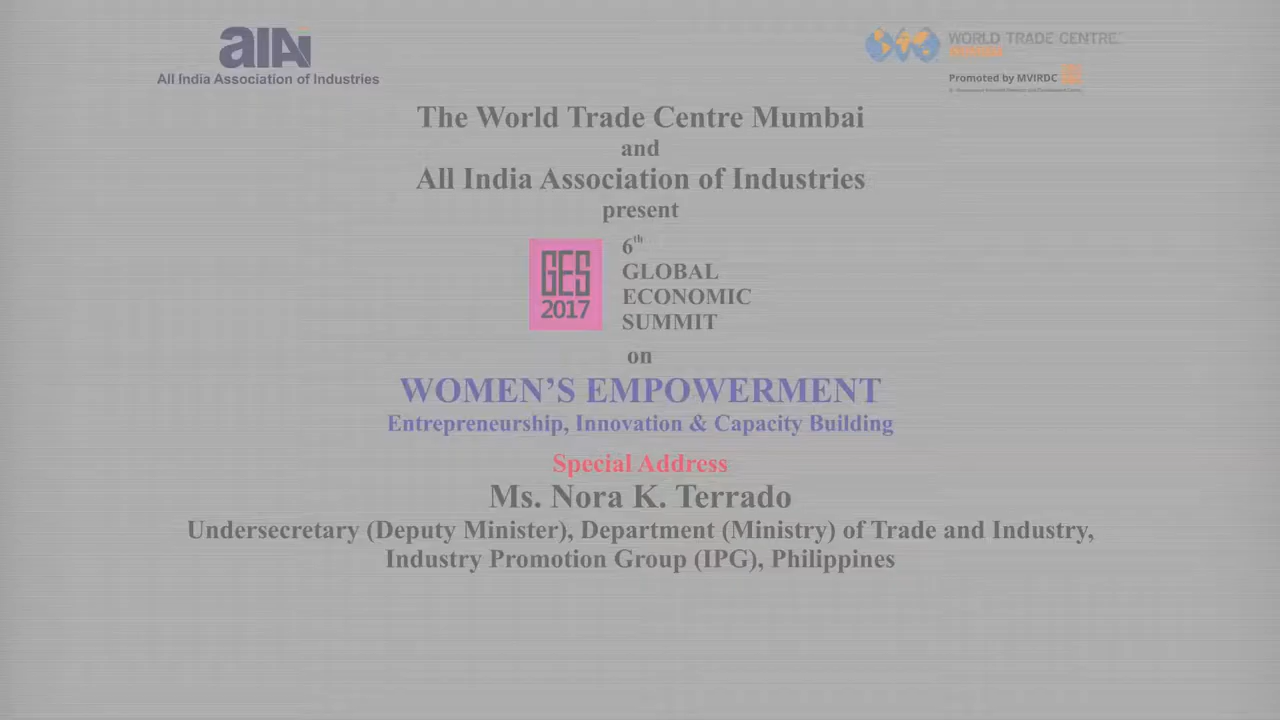 aiAi
All India Association of Industries
WORLD TRADE CENTRE
Promoted by MVIRDC
The World Trade Centre Mumbai
and
All India Association of Industries
present
GES
2017
6th
GLOBAL
ECONOMIC
SUMMIT
on
WOMEN’S EMPOWERMENT
Entrepreneurship, Innovation & Capacity Building
Special Address
Ms. Nora K. Terrado
Undersecretary (Deputy Minister), Department (Ministry) of Trade and Industry,
Industry Promotion Group (IPG), Philippines